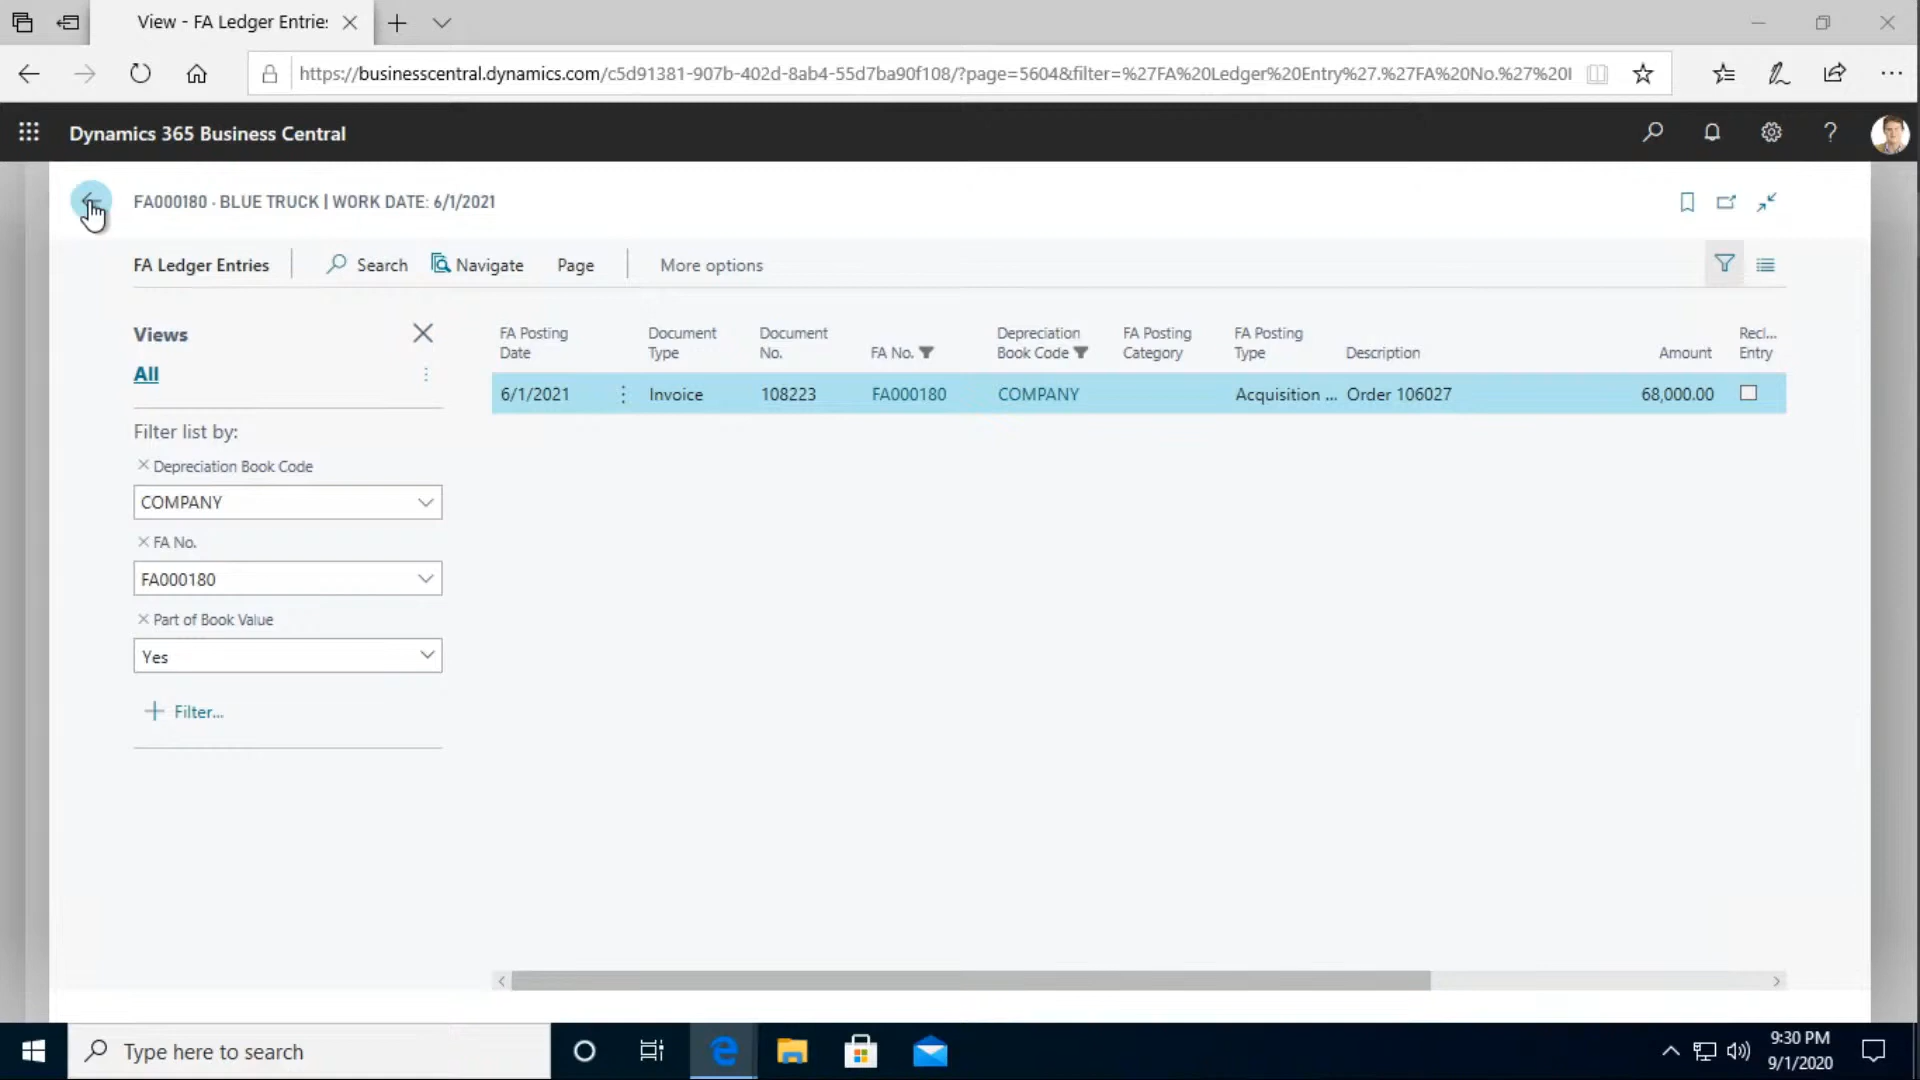 View - FA Ledger Entries
https://businesscentral.dynamics.com/c5d91381-907b-402d-8ab4-55d7ba90f108/?page=5604&filter=%27FA%20Ledger%20Entry%27.%27FA%20No.%27%20I
Dynamics 365 Business Central
FA000180 · BLUE TRUCK | WORK DATE: 6/1/2021
FA Ledger Entries
Search
Navigate
Page
More options
Views
All
Filter list by:
Depreciation Book Code
COMPANY
FA No.
FA000180
Part of Book Value
Yes
Filter...
FA Posting Date
Document Type
Document No.
FA No.
Depreciation Book Code
FA Posting Category
FA Posting Type
Description
Amount
Recl... Entry
6/1/2021 Invoice 108223 FA000180 COMPANY Acquisition ... Order 106027 68,000.00
Type here to search
9:30 PM
9/1/2020